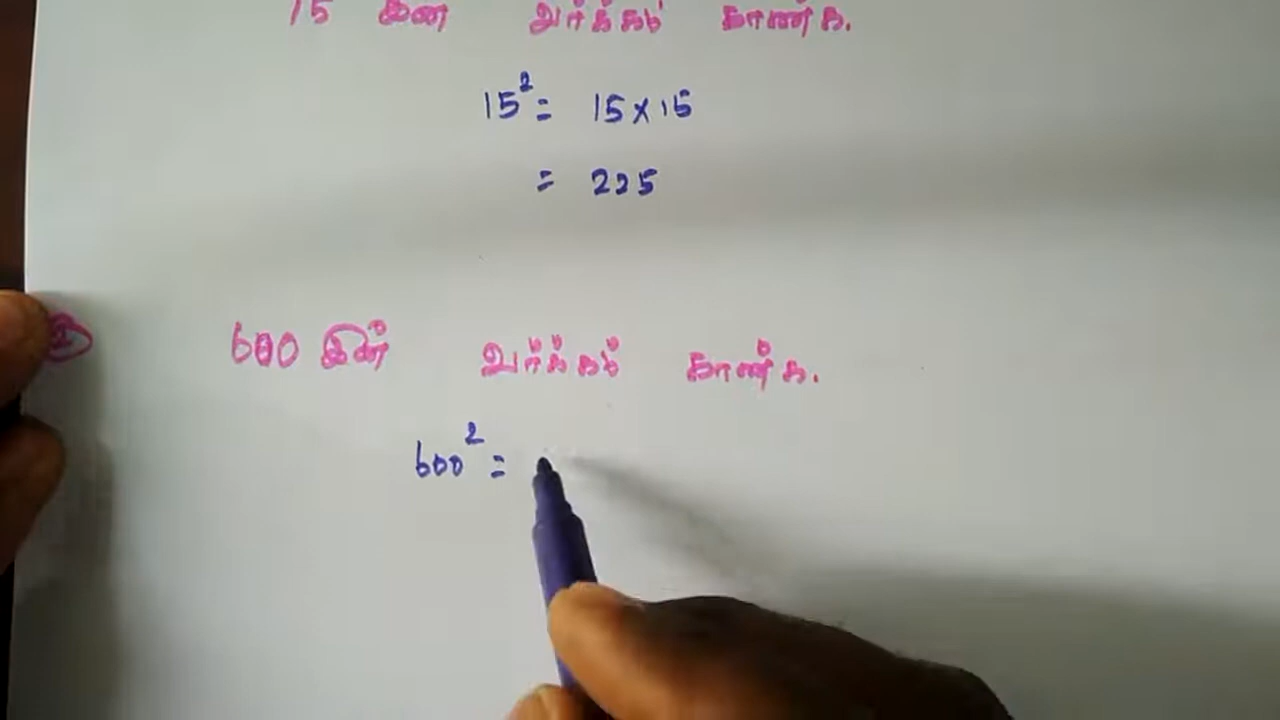 15 இன் வர்க்கம் காண்க.
15² = 15 × 15
= 225
600 இன் வர்க்கம் காண்க.
600² =